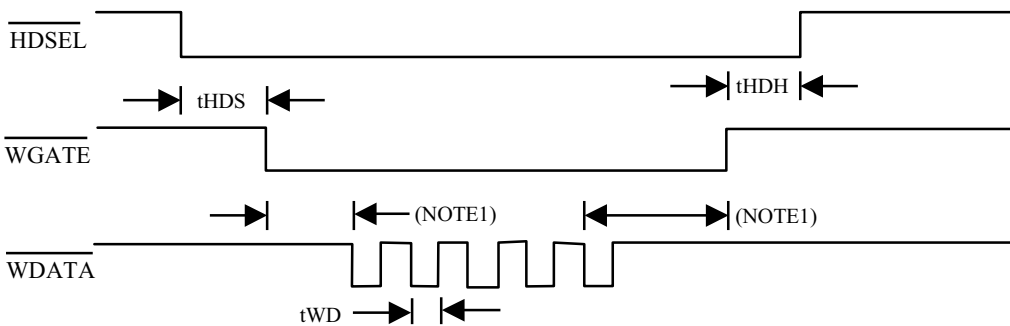 HDSEL
tHDS
tHDH
WGATE
(NOTE1)
(NOTE1)
WDATA
tWD